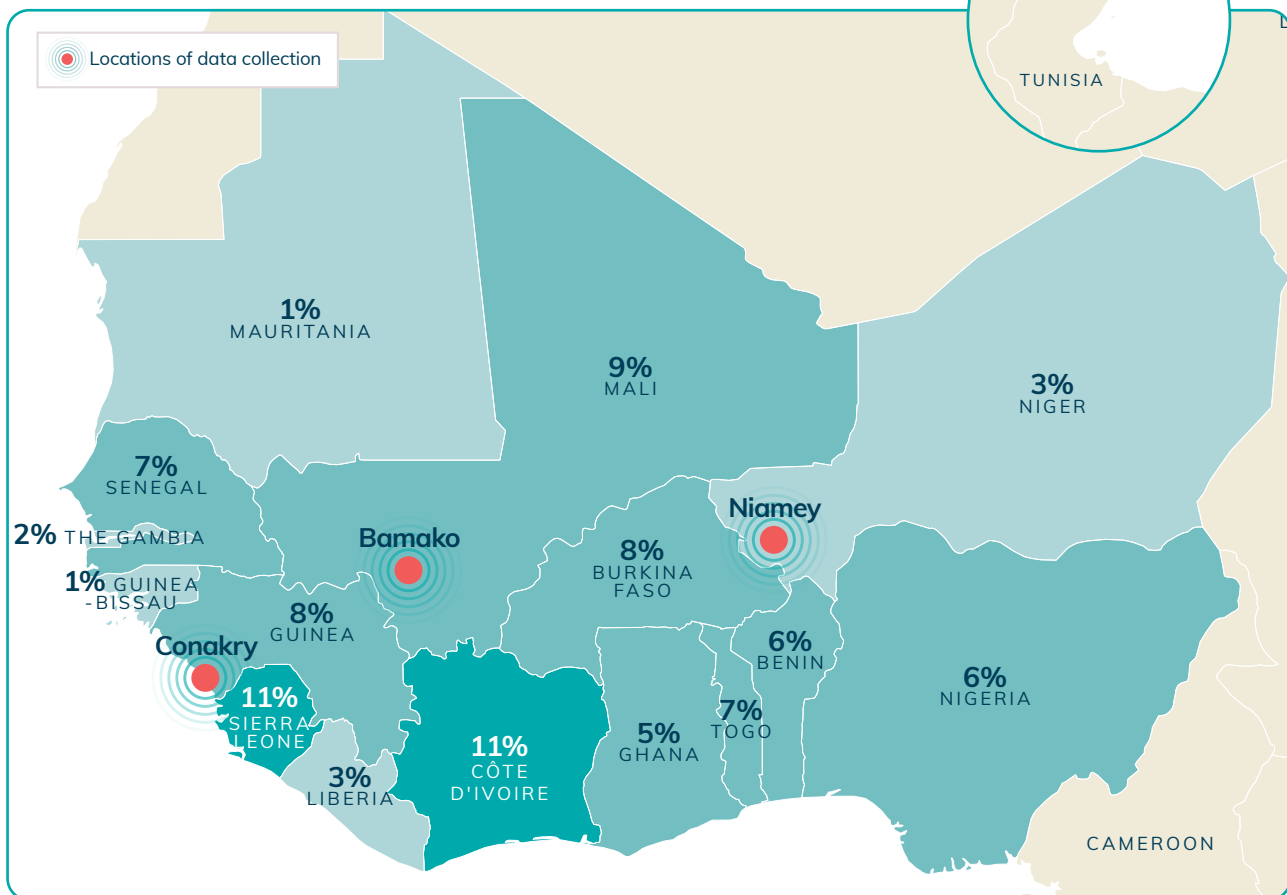 Locations of data collection
L
TUNISIA
1%
MAURITANIA
9%
MALI
3%
NIGER
7%
SENEGAL
Niamey
2% THE GAMBIA
Bamako
8%
BURKINA
FASO
1% GUINEA
-BISSAU
8%
GUINEA
Conakry
6%
BENIN
6%
NIGERIA
11%
SIERRA
LEONE
7%
TOGO
5%
GHANA
11%
CÔTE
D'IVOIRE
3%
LIBERIA
CAMEROON